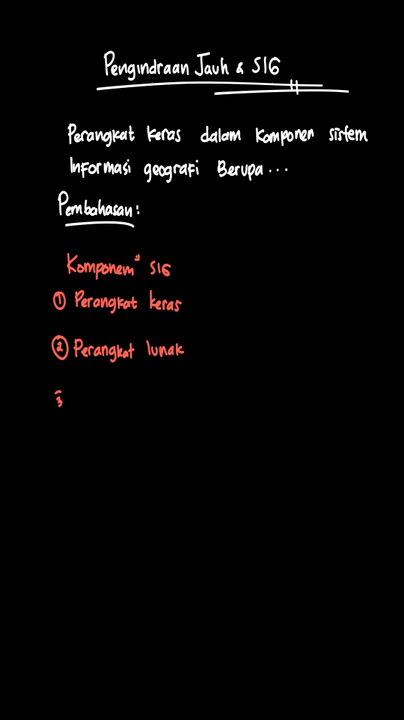 Pengindraan Jauh & SIG
Perangkat keras dalam komponen sistem
Informasi geografi Berupa...
Pembahasan:
Komponem² SIG
① Perangkat keras
② Perangkat lunak
3